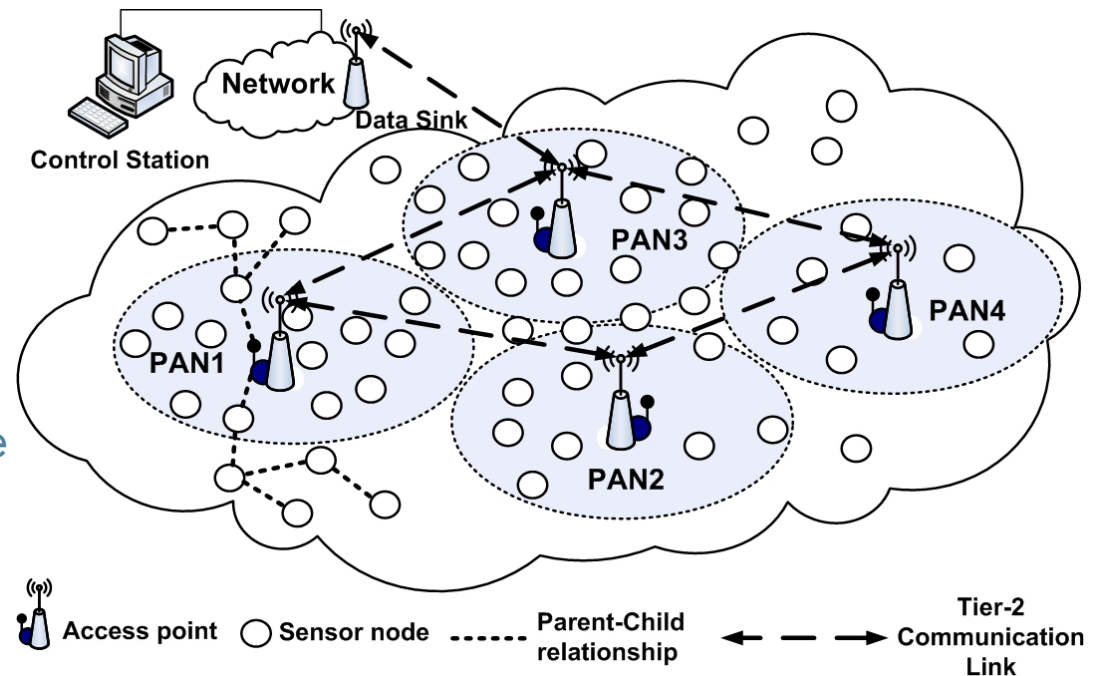 Network
Data Sink
Control Station
PAN3
PAN4
PAN1
PAN2
e
Access point
Sensor node
Parent-Child
relationship
Tier-2
Communication
Link